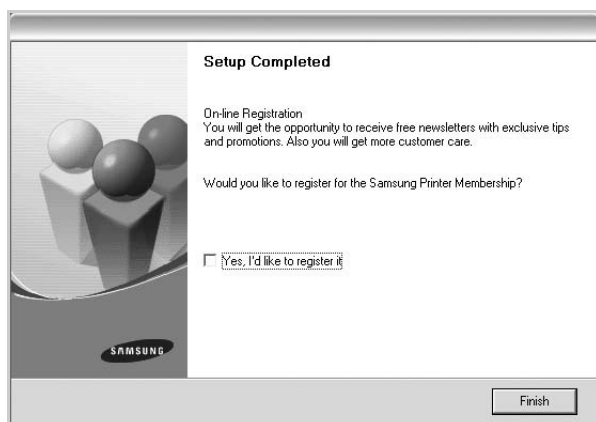 Setup Completed
On-line Registration
You will get the opportunity to receive free newsletters with exclusive tips
and promotions. Also you will get more customer care.
Would you like to register for the Samsung Printer Membership?
Yes, I'd like to register it
SAMSUNG
Finish